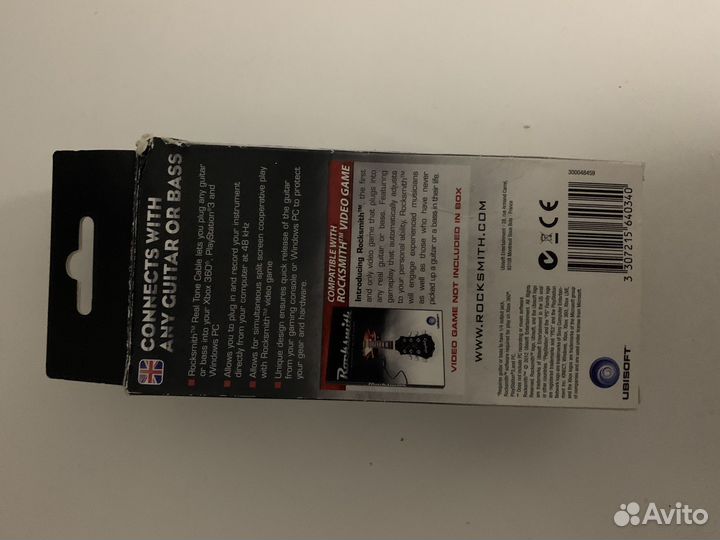 CONNECTS WITH
ANY GUITAR OR BASS
Rocksmith™ Real Tone Cable lets you plug any guitar
or bass into your Xbox 360®, PlayStation®3 and
Windows PC
Allows you to plug in and record your instrument
directly from your computer at 48 kHz
Allows for simultaneous split screen cooperative play
with Rocksmith™ video game
Unique design ensures quick release of the guitar
from your gaming console or Windows PC to protect
your gear and hardware.
COMPATIBLE WITH
ROCKSMITH™ VIDEO GAME
Rocksmith
Introducing Rocksmith™ the first
and only video game that plugs into
any real guitar or bass. Featuring
gameplay that automatically adjusts
to your personal ability, Rocksmith™
will engage experienced musicians
as well as those who have never
picked up a guitar or a bass in their life.
VIDEO GAME NOT INCLUDED IN BOX
WWW.ROCKSMITH.COM
CE
300048459
3 307215 640340
UBISOFT
Avito